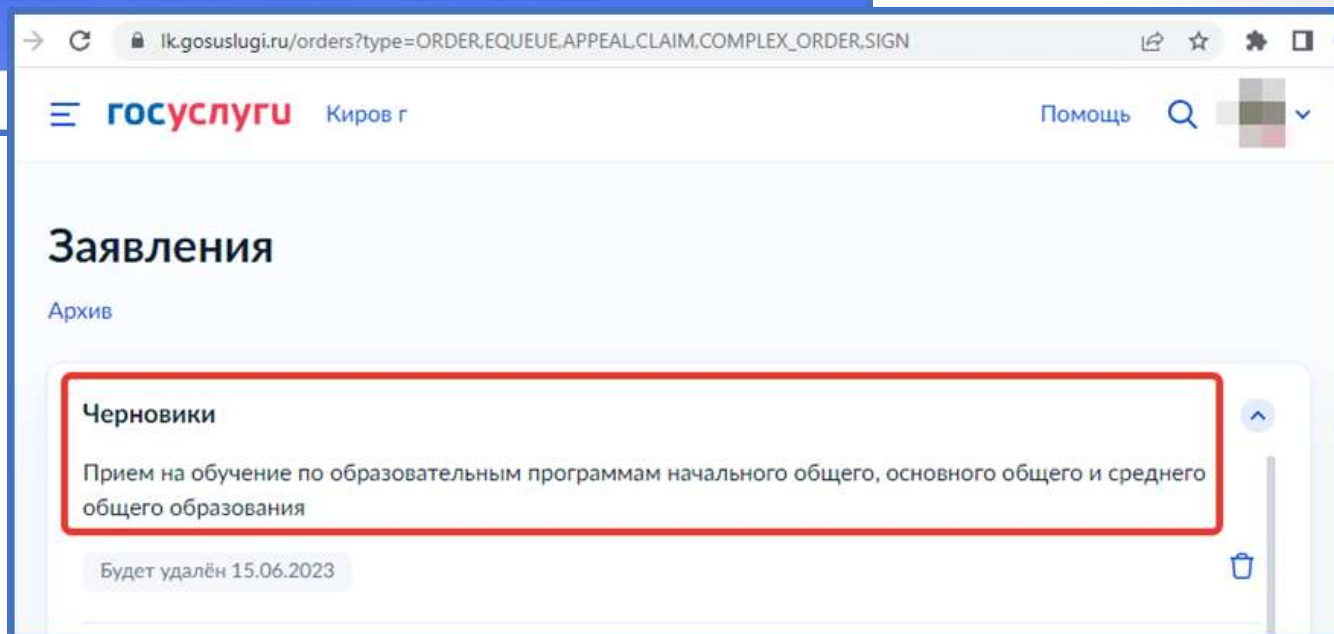 lk.gosuslugi.ru/orders?type=ORDER,EQUEUE,APPEAL,CLAIM,COMPLEX_ORDER,SIGN
госуслуги Киров г Помощь
Заявления
Архив
Черновики
Прием на обучение по образовательным программам начального общего, основного общего и среднего
общего образования
Будет удалён 15.06.2023